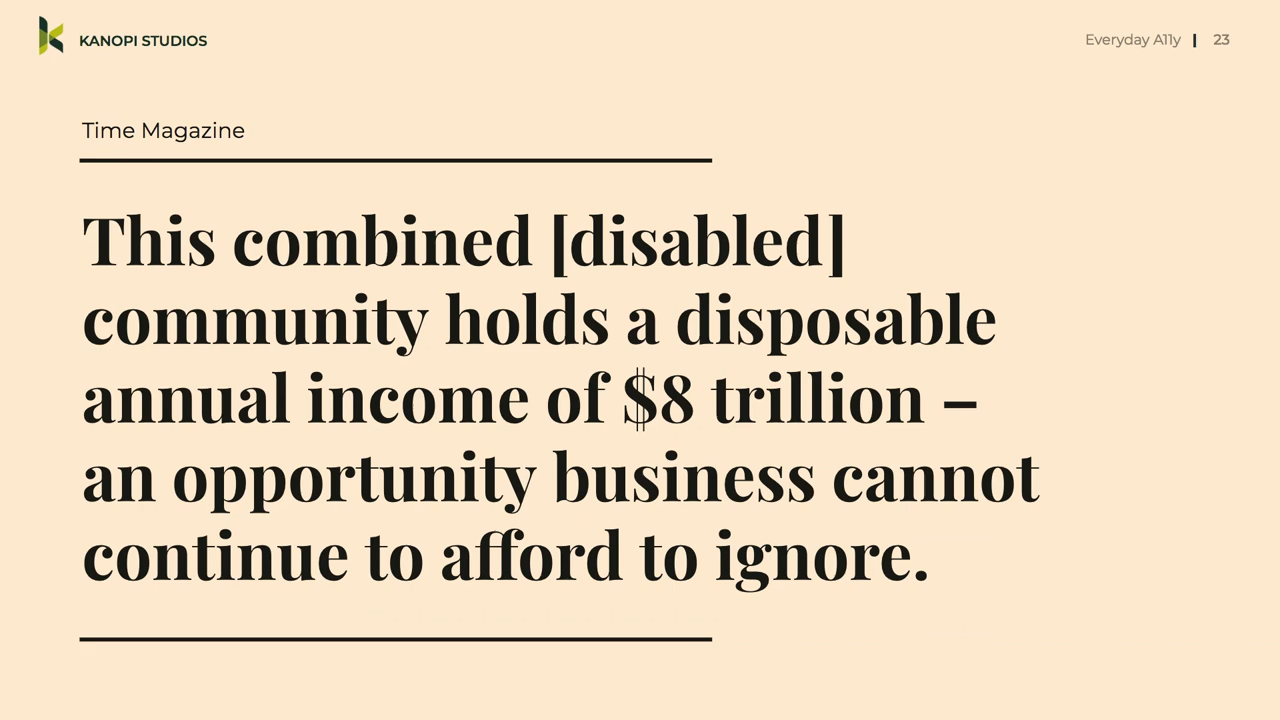 KANOPI STUDIOS
Everyday A11y | 23
Time Magazine
This combined [disabled]
community holds a disposable
annual income of $8 trillion –
an opportunity business cannot
continue to afford to ignore.